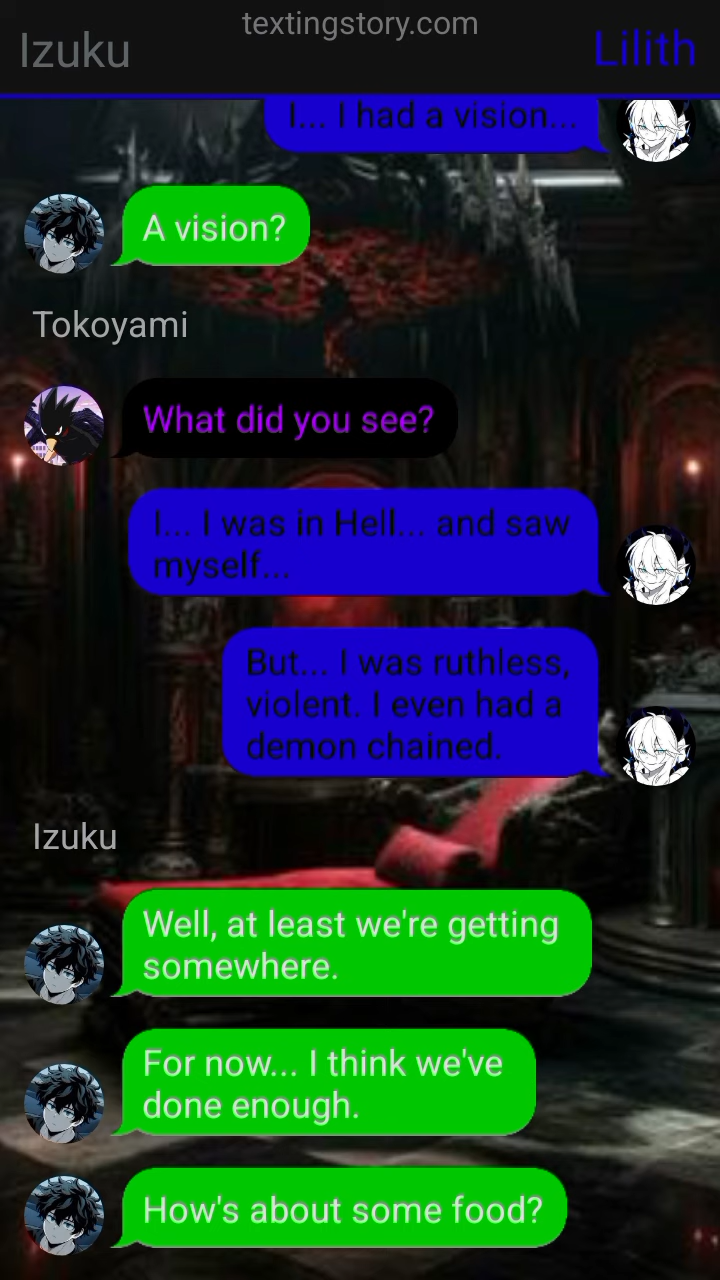 textingstory.com
Izuku
Lilith
I... I had a vision...
A vision?
Tokoyami
What did you see?
I... I was in Hell... and saw
myself...
But... I was ruthless,
violent. I even had a
demon chained.
Izuku
Well, at least we're getting
somewhere.
For now... I think we've
done enough.
How's about some food?